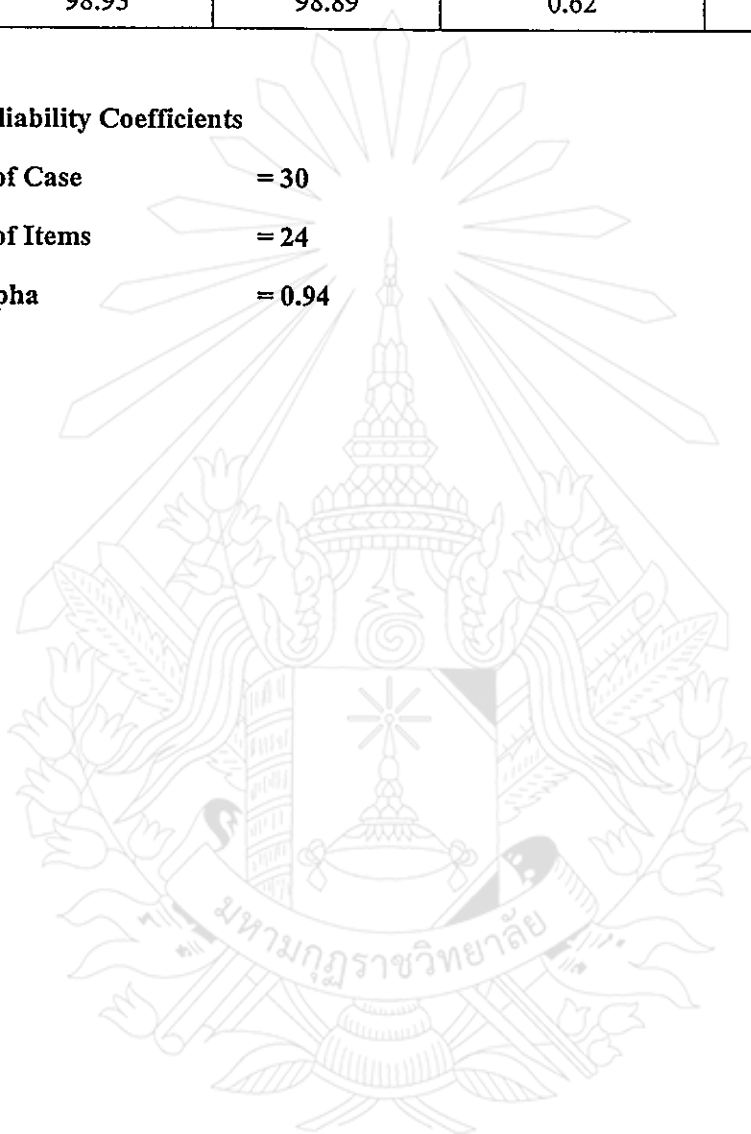 98.93 98.89 0.62
liability Coefficients
of Case = 30
of Items = 24
pha = 0.94
มหามกุฏราชวิทยาลัย